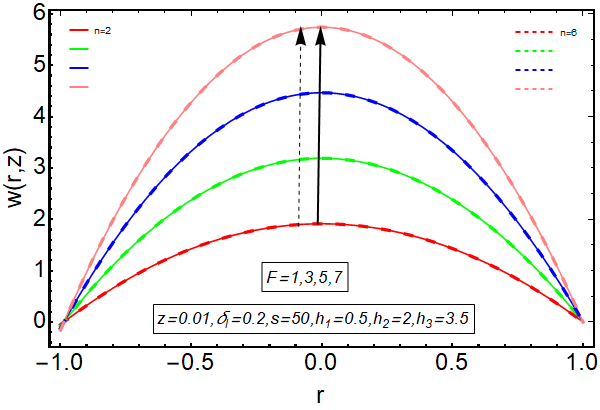 6
5
4
3
2
1
0
w(r,z)
n=2
n=6
F=1,3,5,7
z=0.01,δi=0.2,s=50,h1=0.5,h2=2,h3=3.5
−1.0 −0.5 0.0 0.5 1.0
r